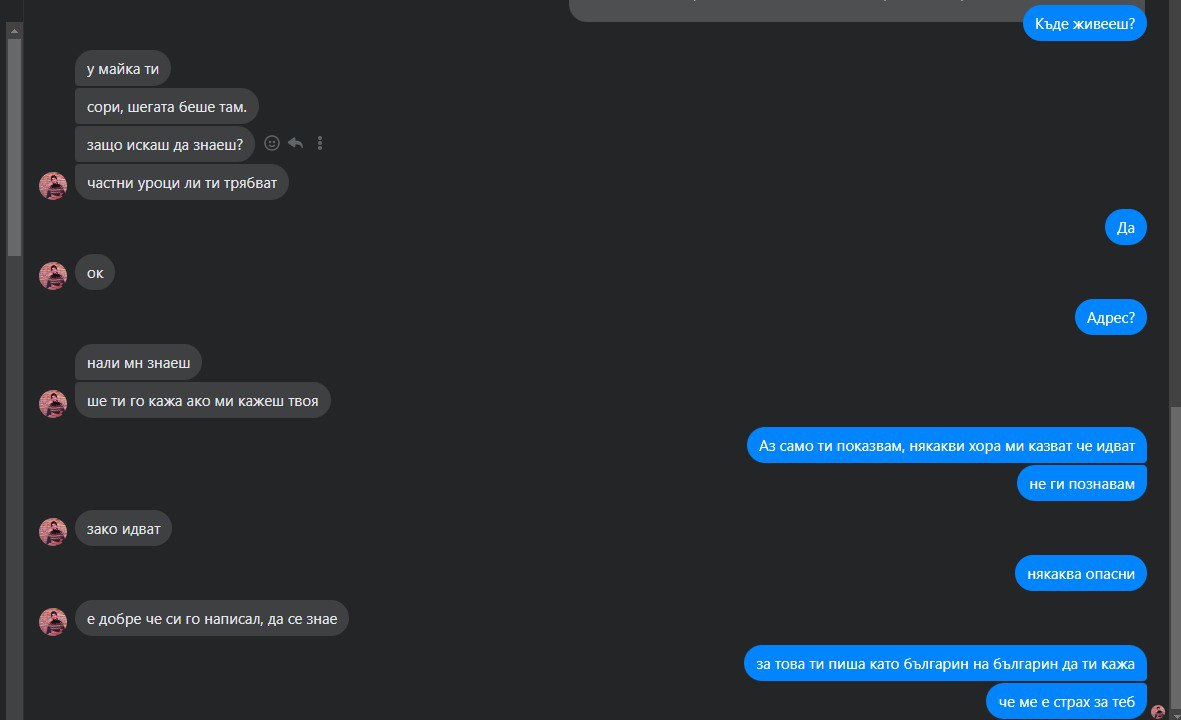 Къде живееш?
у майка ти
сори, шегата беше там.
защо искаш да знаеш?
частни уроци ли ти трябват
Да
ок
Адрес?
нали мн знаеш
ше ти го кажа ако ми кажеш твоя
Аз само ти показвам, някакви хора ми казват че идват
не ги познавам
зако идват
някаква опасни
е добре че си го написал, да се знае
за това ти пиша като българин на българин да ти кажа
че ме е страх за теб